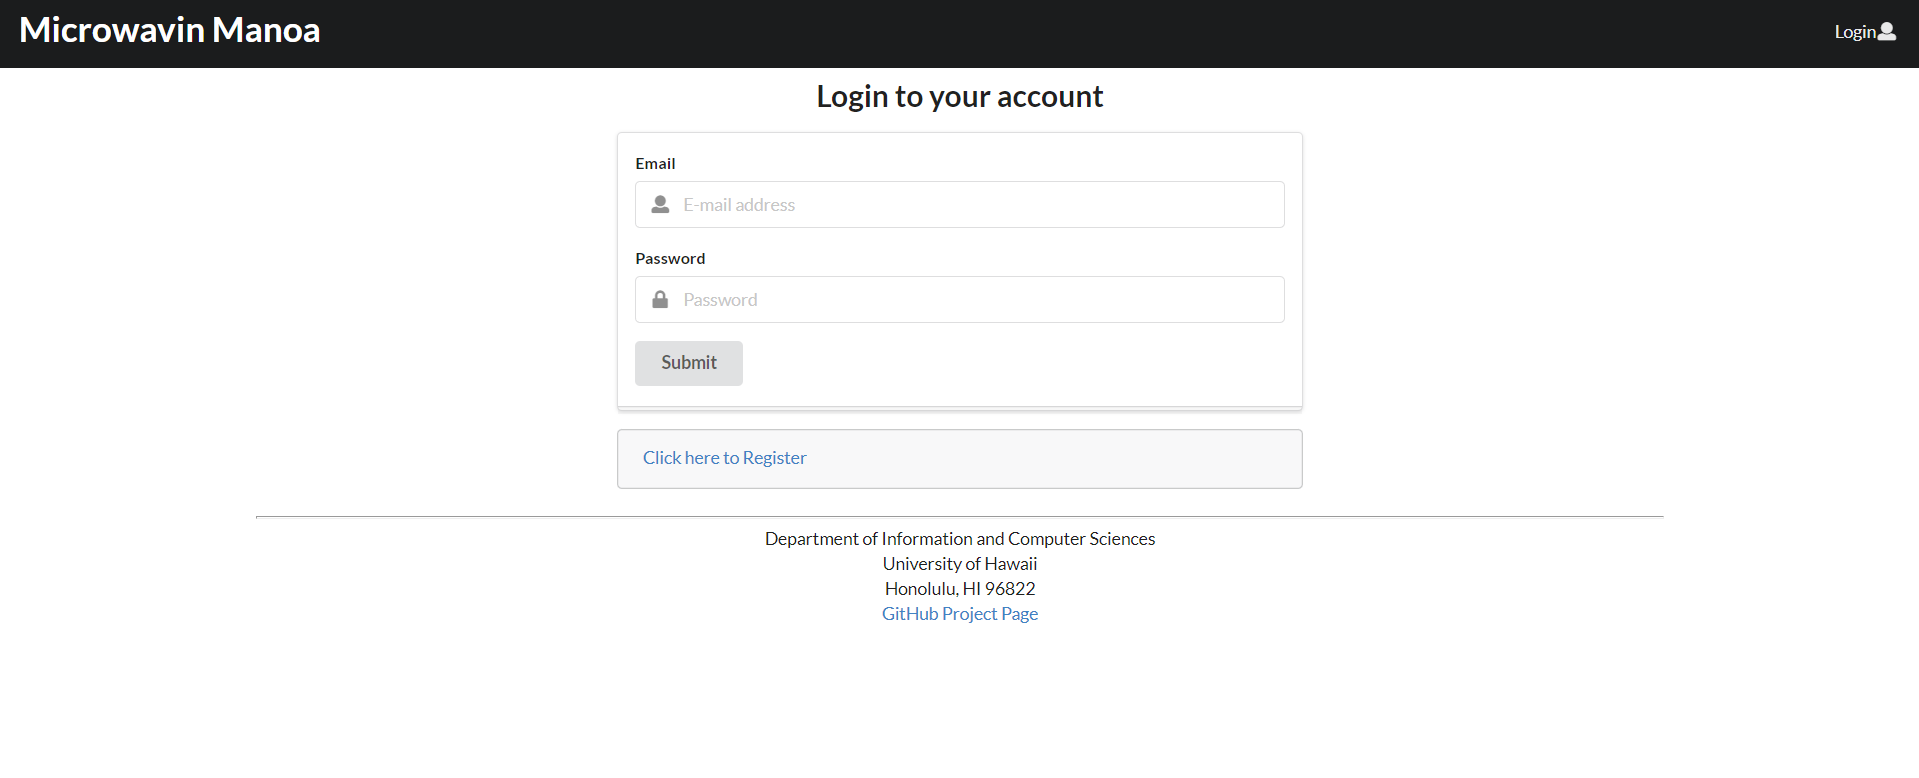 Microwavin Manoa
Login
Login to your account
Email
E-mail address
Password
Password
Submit
Click here to Register
Department of Information and Computer Sciences
University of Hawaii
Honolulu, HI 96822
GitHub Project Page